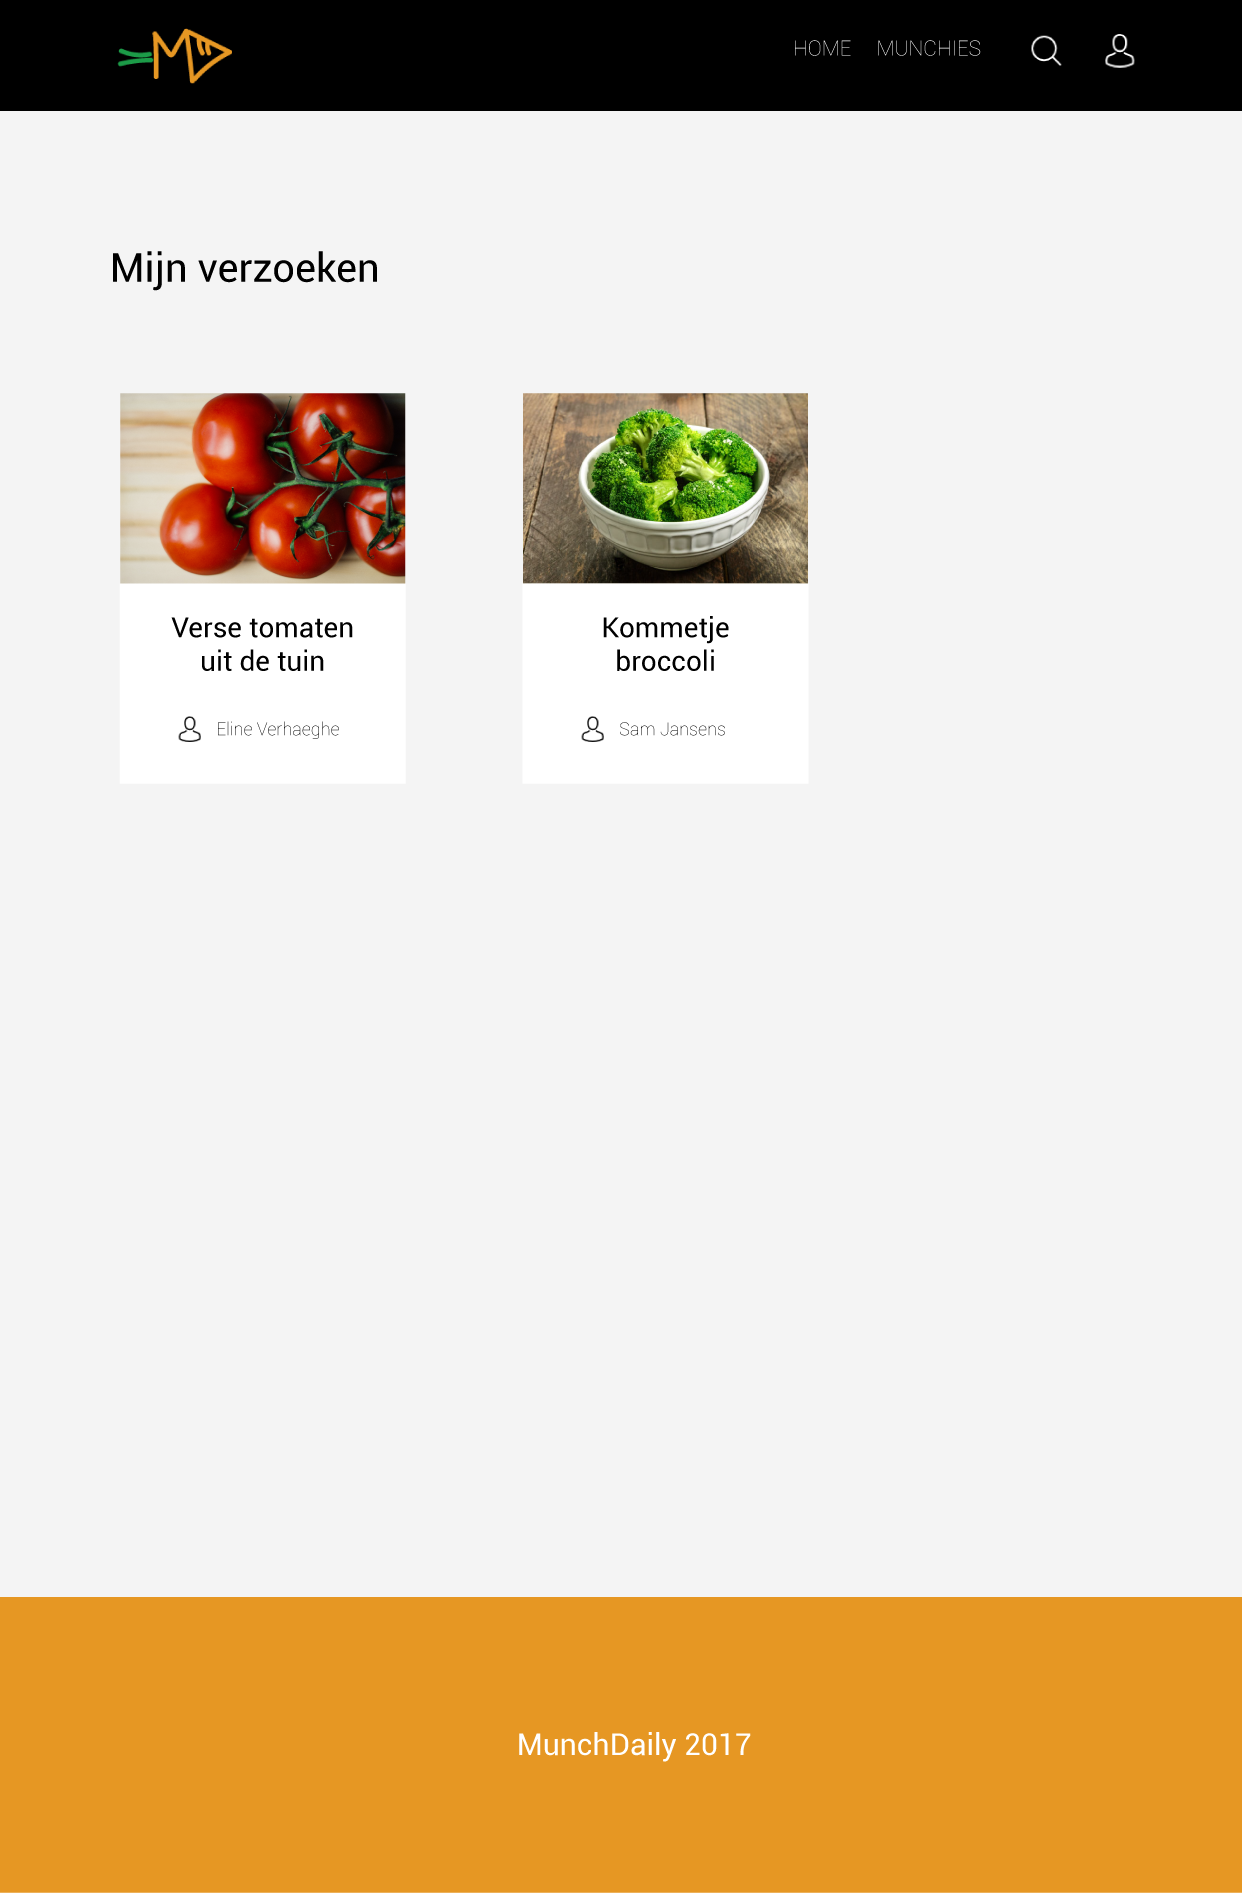 HOME MUNCHIES
Mijn verzoeken
Verse tomaten
uit de tuin
Eline Verhaeghe
Kommetje
broccoli
Sam Jansens
MunchDaily 2017